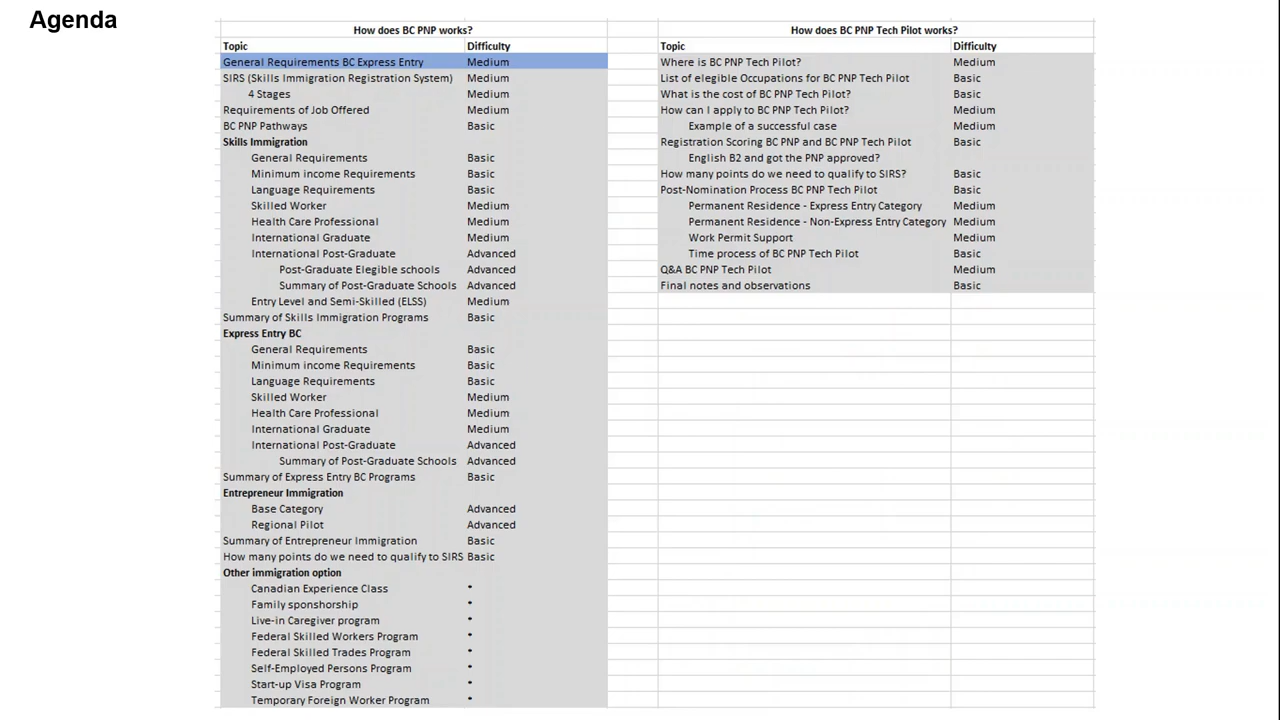 Agenda
How does BC PNP works?
Topic Difficulty
General Requirements BC Express Entry Medium
SIRS (Skills Immigration Registration System) Medium
4 Stages Medium
Requirements of Job Offered Medium
BC PNP Pathways Basic
Skills Immigration
General Requirements Basic
Minimum income Requirements Basic
Language Requirements Basic
Skilled Worker Medium
Health Care Professional Medium
International Graduate Medium
International Post-Graduate Advanced
Post-Graduate Elegible schools Advanced
Summary of Post-Graduate Schools Advanced
Entry Level and Semi-Skilled (ELSS) Medium
Summary of Skills Immigration Programs Basic
Express Entry BC
General Requirements Basic
Minimum income Requirements Basic
Language Requirements Basic
Skilled Worker Medium
Health Care Professional Medium
International Graduate Medium
International Post-Graduate Advanced
Summary of Post-Graduate Schools Advanced
Summary of Express Entry BC Programs Basic
Entrepreneur Immigration
Base Category Advanced
Regional Pilot Advanced
Summary of Entrepreneur Immigration Basic
How many points do we need to qualify to SIRS Basic
Other immigration option
Canadian Experience Class *
Family sponshorship *
Live-in Caregiver program *
Federal Skilled Workers Program *
Federal Skilled Trades Program *
Self-Employed Persons Program *
Start-up Visa Program *
Temporary Foreign Worker Program *
How does BC PNP Tech Pilot works?
Topic Difficulty
Where is BC PNP Tech Pilot? Medium
List of elegible Occupations for BC PNP Tech Pilot Basic
What is the cost of BC PNP Tech Pilot? Basic
How can I apply to BC PNP Tech Pilot? Medium
Example of a successful case Medium
Registration Scoring BC PNP and BC PNP Tech Pilot Basic
English B2 and got the PNP approved?
How many points do we need to qualify to SIRS? Basic
Post-Nomination Process BC PNP Tech Pilot Basic
Permanent Residence - Express Entry Category Medium
Permanent Residence - Non-Express Entry Category Medium
Work Permit Support Medium
Time process of BC PNP Tech Pilot Basic
Q&A BC PNP Tech Pilot Medium
Final notes and observations Basic